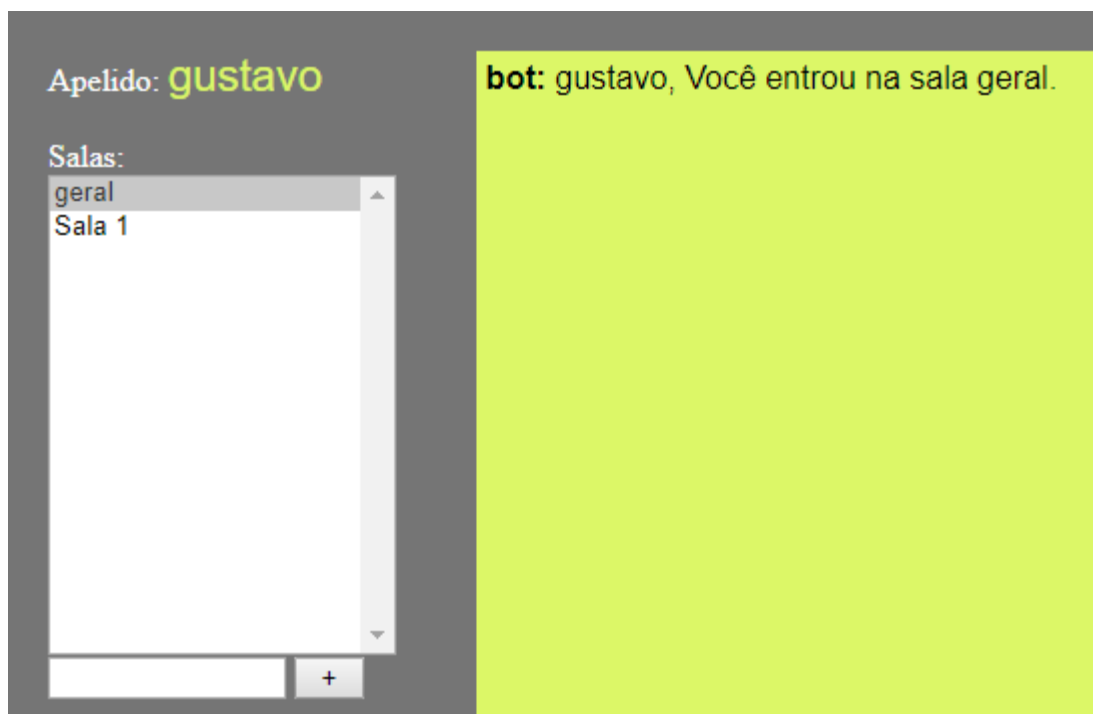 Apelido: gustavo
Salas:
geral
Sala 1
+
bot: gustavo, Você entrou na sala geral.